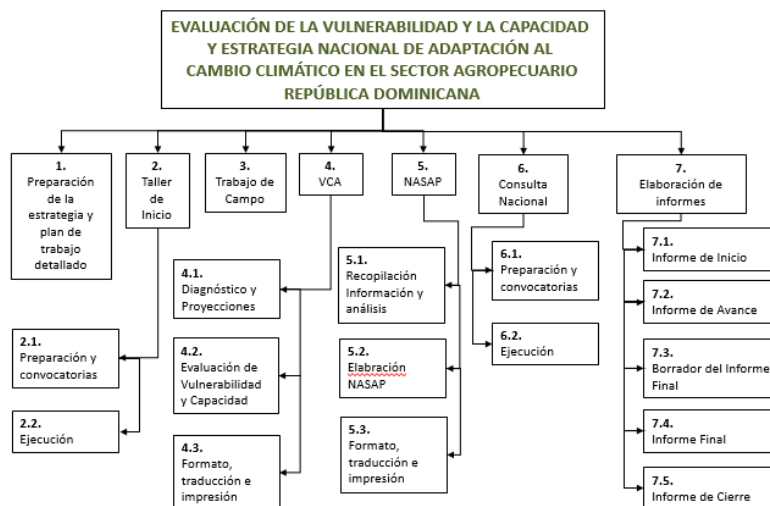 EVALUACIÓN DE LA VULNERABILIDAD Y LA CAPACIDAD
Y ESTRATEGIA NACIONAL DE ADAPTACIÓN AL
CAMBIO CLIMÁTICO EN EL SECTOR AGROPECUARIO
REPÚBLICA DOMINICANA
1.
Preparación
de la
estrategia y
plan de
trabajo
detallado
2.
Taller
de
Inicio
3.
Trabajo de
Campo
4.
VCA
5.
NASAP
6.
Consulta
Nacional
7.
Elaboración de
informes
2.1
Preparación y
convocatorias
2.2.
Ejecución
4.1.
Diagnóstico y
Proyecciones
4.2.
Evaluación de
Vulnerabilidad
y Capacidad
4.3.
Formato,
traducción e
impresión
5.1.
Recopilación
Información y
análisis
5.2.
Elabración
NASAP
5.3.
Formato,
traducción e
impresión
6.1
Preparación y
convocatorias
6.2.
Ejecución
7.1.
Informe de Inicio
7.2.
Informe de Avance
7.3.
Borrador del Informe
Final
7.4.
Informe Final
7.5.
Informe de Cierre